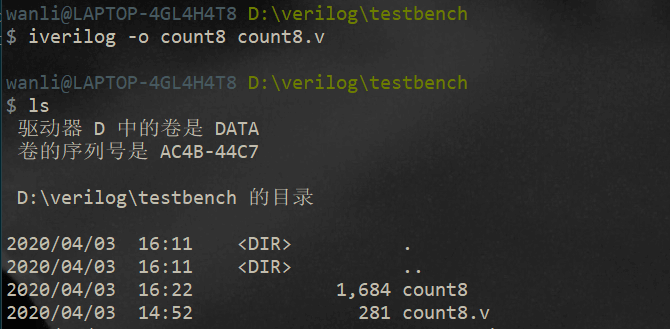 wanli@LAPTOP-4GL4H4T8 D:\verilog\testbench
$ iverilog -o count8 count8.v
wanli@LAPTOP-4GL4H4T8 D:\verilog\testbench
$ ls
驱动器 D 中的卷是 DATA
卷的序列号是 AC4B-44C7
D:\verilog\testbench 的目录
2020/04/03 16:11 <DIR> .
2020/04/03 16:11 <DIR> ..
2020/04/03 16:22 1,684 count8
2020/04/03 14:52 281 count8.v